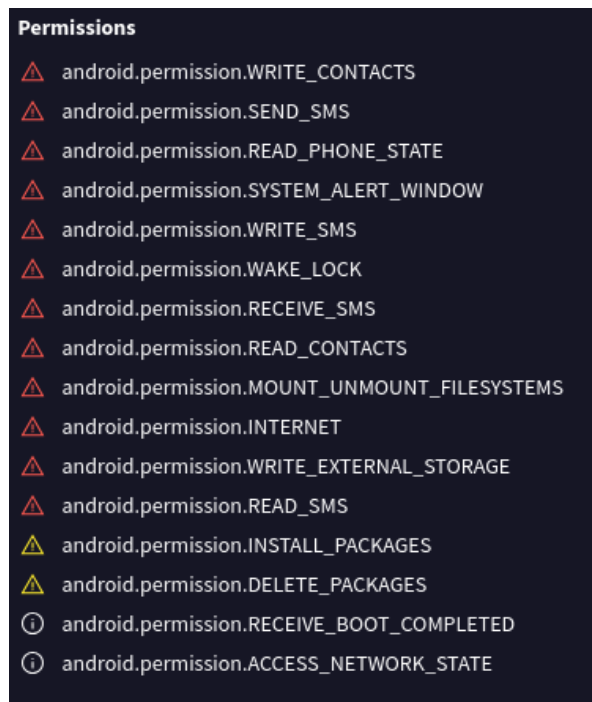 Permissions
android.permission.WRITE_CONTACTS
android.permission.SEND_SMS
android.permission.READ_PHONE_STATE
android.permission.SYSTEM_ALERT_WINDOW
android.permission.WRITE_SMS
android.permission.WAKE_LOCK
android.permission.RECEIVE_SMS
android.permission.READ_CONTACTS
android.permission.MOUNT_UNMOUNT_FILESYSTEMS
android.permission.INTERNET
android.permission.WRITE_EXTERNAL_STORAGE
android.permission.READ_SMS
android.permission.INSTALL_PACKAGES
android.permission.DELETE_PACKAGES
android.permission.RECEIVE_BOOT_COMPLETED
android.permission.ACCESS_NETWORK_STATE